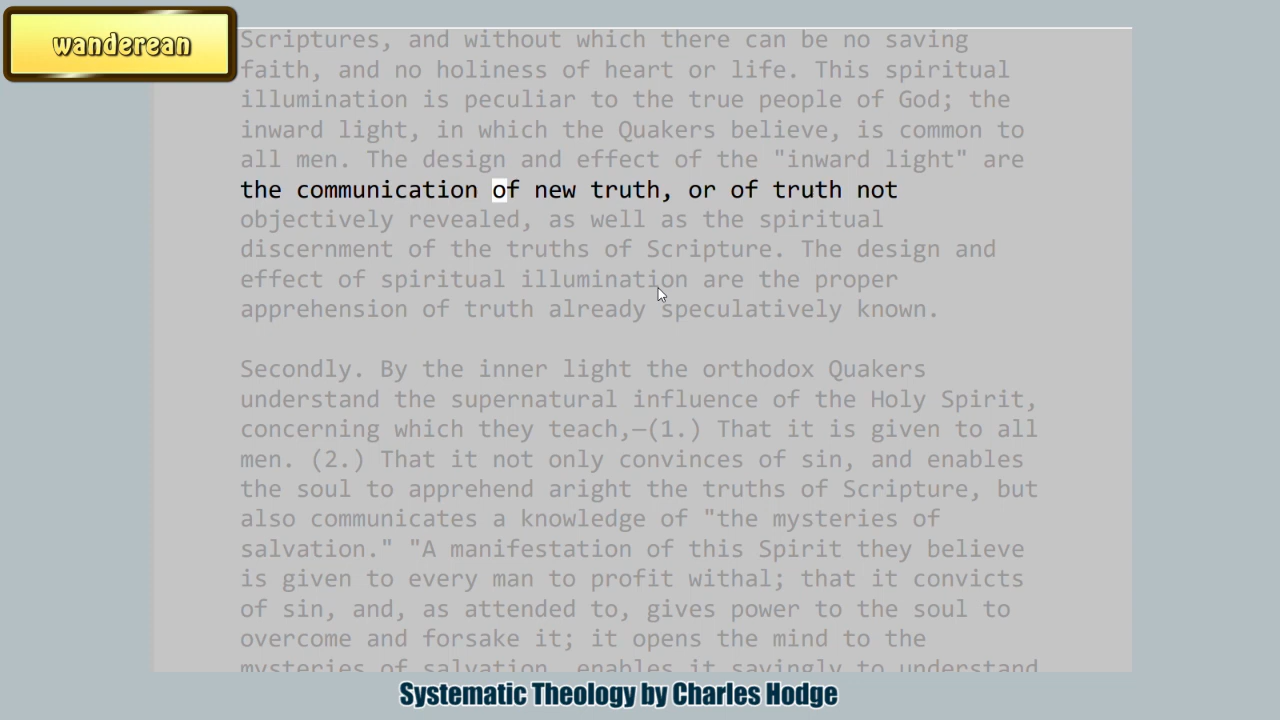 wanderean
Scriptures, and without which there can be no saving
faith, and no holiness of heart or life. This spiritual
illumination is peculiar to the true people of God; the
inward light, in which the Quakers believe, is common to
all men. The design and effect of the "inward light" are
the communication of new truth, or of truth not
objectively revealed, as well as the spiritual
discernment of the truths of Scripture. The design and
effect of spiritual illumination are the proper
apprehension of truth already speculatively known.
Secondly. By the inner light the orthodox Quakers
understand the supernatural influence of the Holy Spirit,
concerning which they teach,—(1.) That it is given to all
men. (2.) That it not only convinces of sin, and enables
the soul to apprehend aright the truths of Scripture, but
also communicates a knowledge of "the mysteries of
salvation." "A manifestation of this Spirit they believe
is given to every man to profit withal; that it convicts
of sin, and, as attended to, gives power to the soul to
overcome and forsake it; it opens the mind to the
mysteries of salvation, enables it savingly to understand
Systematic Theology by Charles Hodge